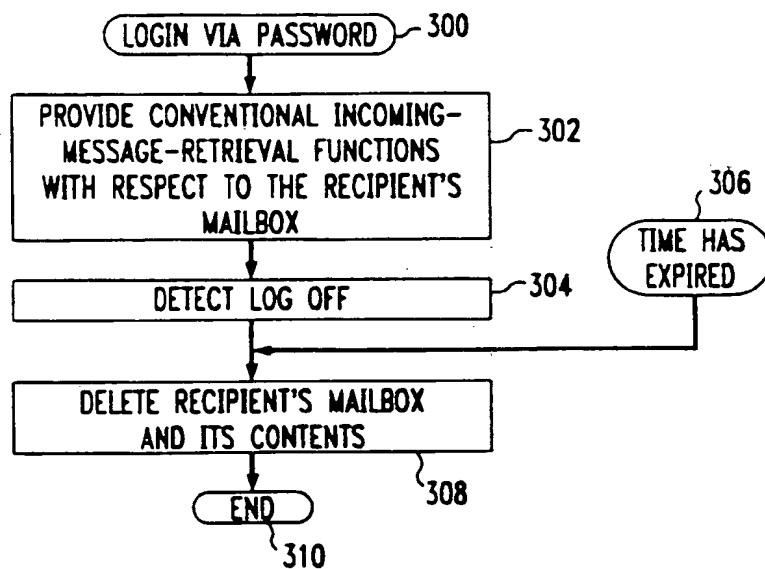 LOGIN VIA PASSWORD
300
PROVIDE CONVENTIONAL INCOMING-
MESSAGE-RETRIEVAL FUNCTIONS
WITH RESPECT TO THE RECIPIENT'S
MAILBOX
302
306
TIME HAS
EXPIRED
DETECT LOG OFF
304
DELETE RECIPIENT'S MAILBOX
AND ITS CONTENTS
308
END
310